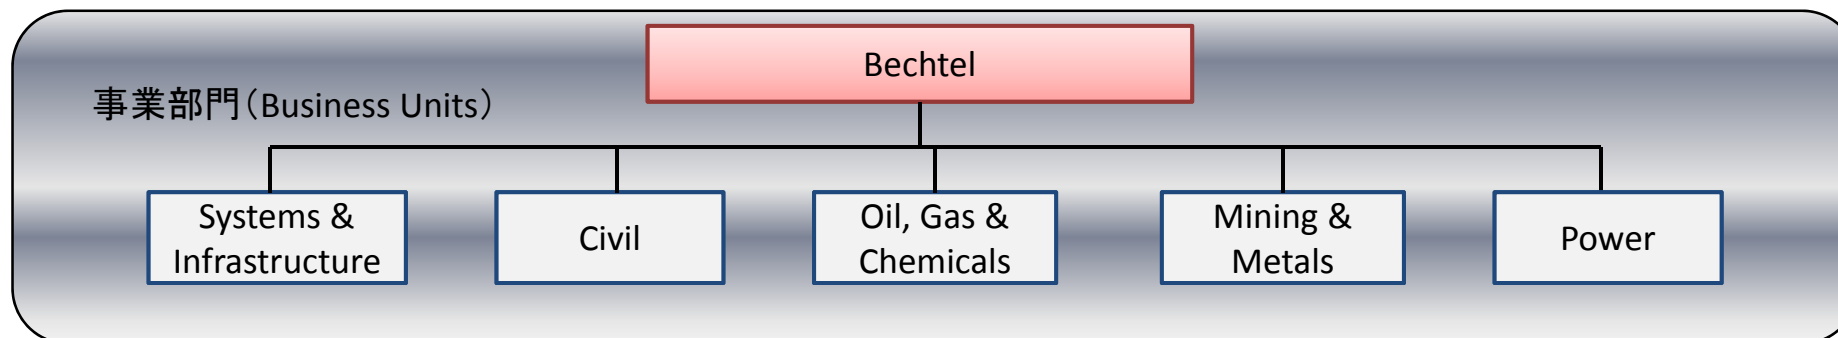 Bechtel
事業部門（Business Units）
Systems &
Infrastructure
Civil
Oil, Gas &
Chemicals
Mining &
Metals
Power